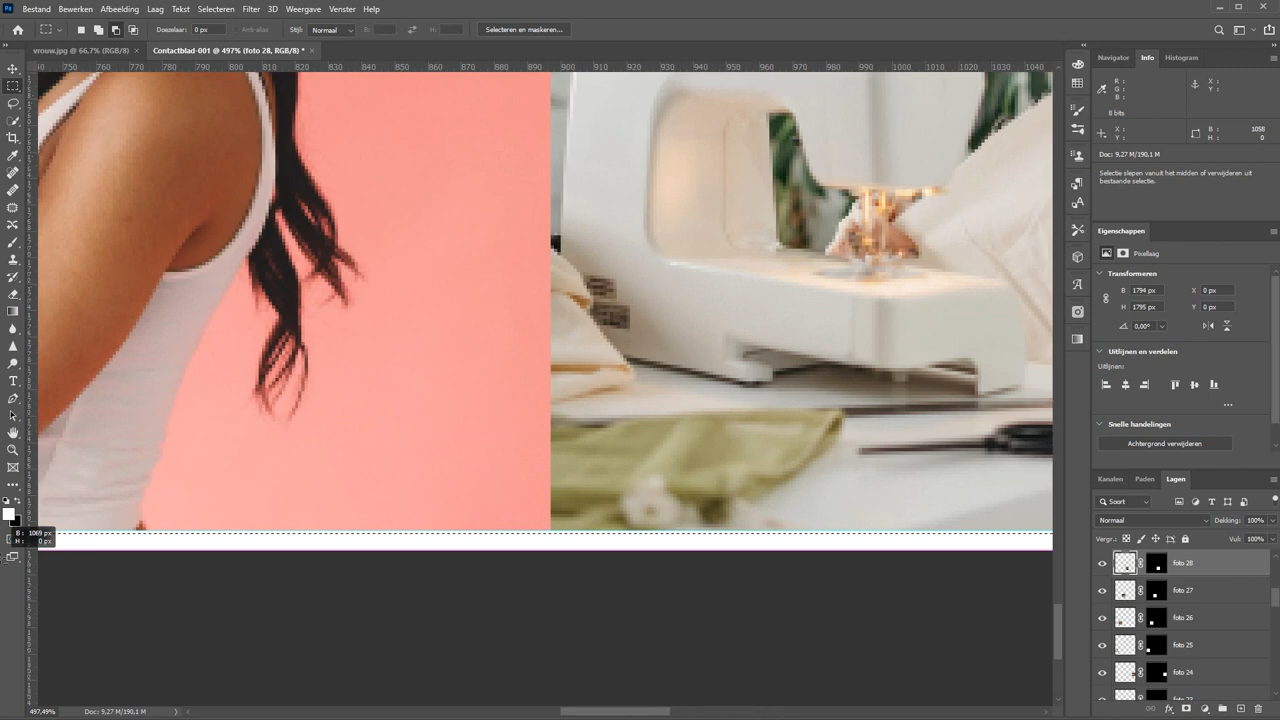 Ps Bestand Bewerken Afbeelding Laag Tekst Selecteren Filter 3D Weergave Venster Help
Doezelaar: 0 px Anti-alias Stijl: Normaal B: H: Selecteren en maskeren...
vrouw.jpg @ 66,7% (RGB/8) × Contactblad-001 @ 497% (foto 28, RGB/8) * ×
750 760 770 780 790 800 810 820 830 840 850 860 870 880 890 900 910 920 930 940 950 960 970 980 990 1000 1010 1020 1030 1040
Navigator Info Histogram
R: X:
G: Y:
B:
8 bits
X: B: 1058
Y: H: 0
Doc: 9,27 M/190,1 M
Selectie slepen vanuit het midden of verwijderen uit
bestaande selectie.
Eigenschappen
Pixellaag
Transformeren
B 1794 px X 0 px
H 1795 px Y 0 px
0,00°
Uitlijnen en verdelen
Uitlijnen:
Snelle handelingen
Achtergrond verwijderen
Kanalen Paden Lagen
Soort
Normaal Dekking: 100%
Vergr.: Vul: 100%
foto 28
foto 27
foto 26
foto 25
foto 24
B: 1069 px
H: 0 px
497,49% Doc: 9,27 M/190,1 M